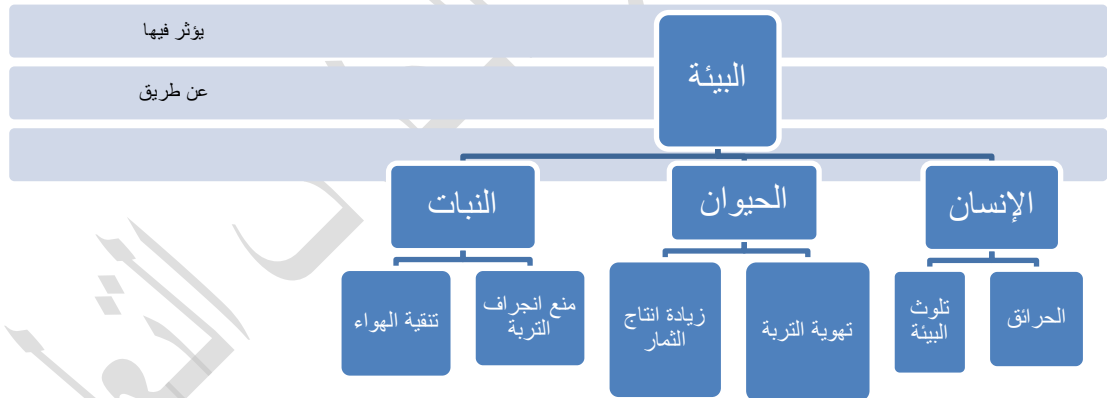 يؤثر فيها
عن طريق
البيئة
الإنسان
الحيوان
النبات
الحرائق
تلوث
البيئة
تهوية التربة
زيادة انتاج
الثمار
منع انجراف
التربة
تنقية الهواء